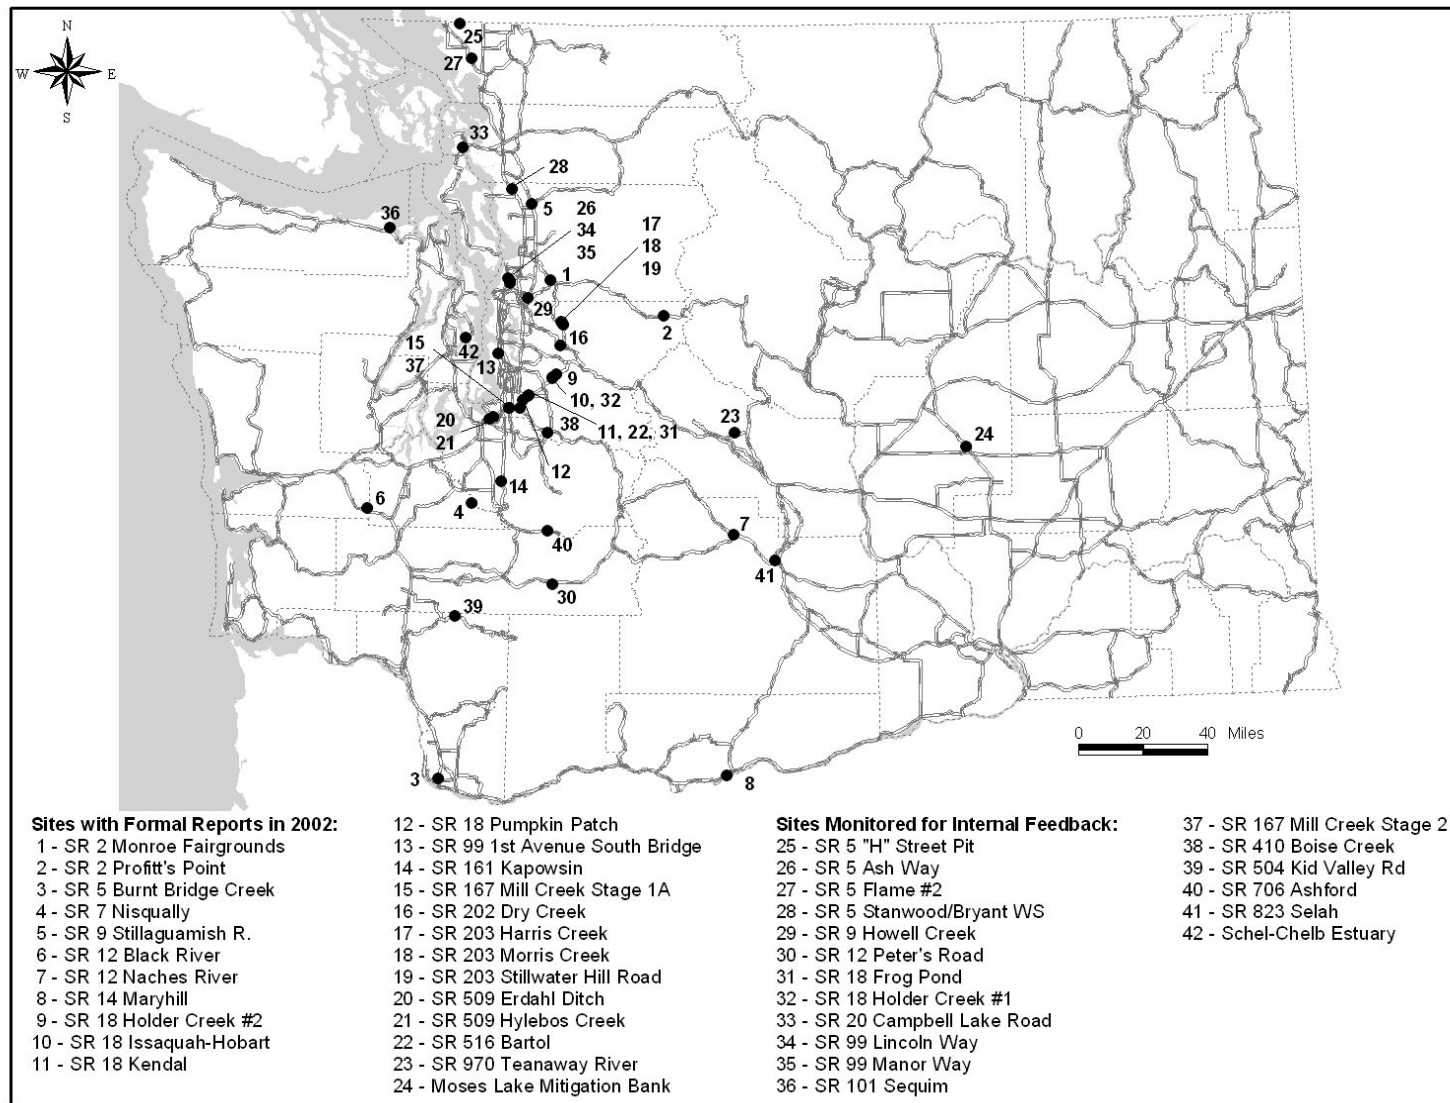 N
W E
S
25
27
33
28
5
26
34
35
17
18
19
36
1
29
2
16
15
37
42
13
9
10, 32
20
21
38
11, 22, 31
12
23
24
14
6
4
40
7
41
30
39
3
8
0 20 40 Miles
Sites with Formal Reports in 2002:
1 - SR 2 Monroe Fairgrounds
2 - SR 2 Profitt's Point
3 - SR 5 Burnt Bridge Creek
4 - SR 7 Nisqually
5 - SR 9 Stillaguamish R.
6 - SR 12 Black River
7 - SR 12 Naches River
8 - SR 14 Maryhill
9 - SR 18 Holder Creek #2
10 - SR 18 Issaquah-Hobart
11 - SR 18 Kendal
12 - SR 18 Pumpkin Patch
13 - SR 99 1st Avenue South Bridge
14 - SR 161 Kapowsin
15 - SR 167 Mill Creek Stage 1A
16 - SR 202 Dry Creek
17 - SR 203 Harris Creek
18 - SR 203 Morris Creek
19 - SR 203 Stillwater Hill Road
20 - SR 509 Erdahl Ditch
21 - SR 509 Hylebos Creek
22 - SR 516 Bartol
23 - SR 970 Teanaway River
24 - Moses Lake Mitigation Bank
Sites Monitored for Internal Feedback:
25 - SR 5 "H" Street Pit
26 - SR 5 Ash Way
27 - SR 5 Flame #2
28 - SR 5 Stanwood/Bryant WS
29 - SR 9 Howell Creek
30 - SR 12 Peter's Road
31 - SR 18 Frog Pond
32 - SR 18 Holder Creek #1
33 - SR 20 Campbell Lake Road
34 - SR 99 Lincoln Way
35 - SR 99 Manor Way
36 - SR 101 Sequim
37 - SR 167 Mill Creek Stage 2
38 - SR 410 Boise Creek
39 - SR 504 Kid Valley Rd
40 - SR 706 Ashford
41 - SR 823 Selah
42 - Schel-Chelb Estuary